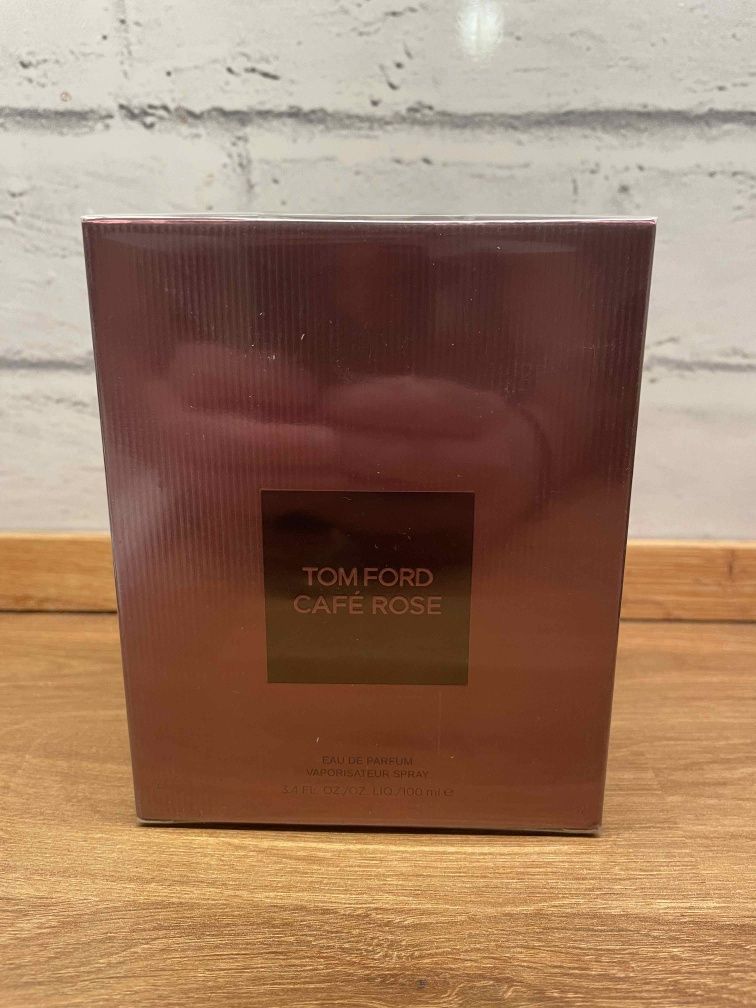 TOM FORD
CAFÉ ROSE
EAU DE PARFUM
VAPORISATEUR SPRAY
3.4 FL. OZ./OZ. LIQ./100 ml ℮